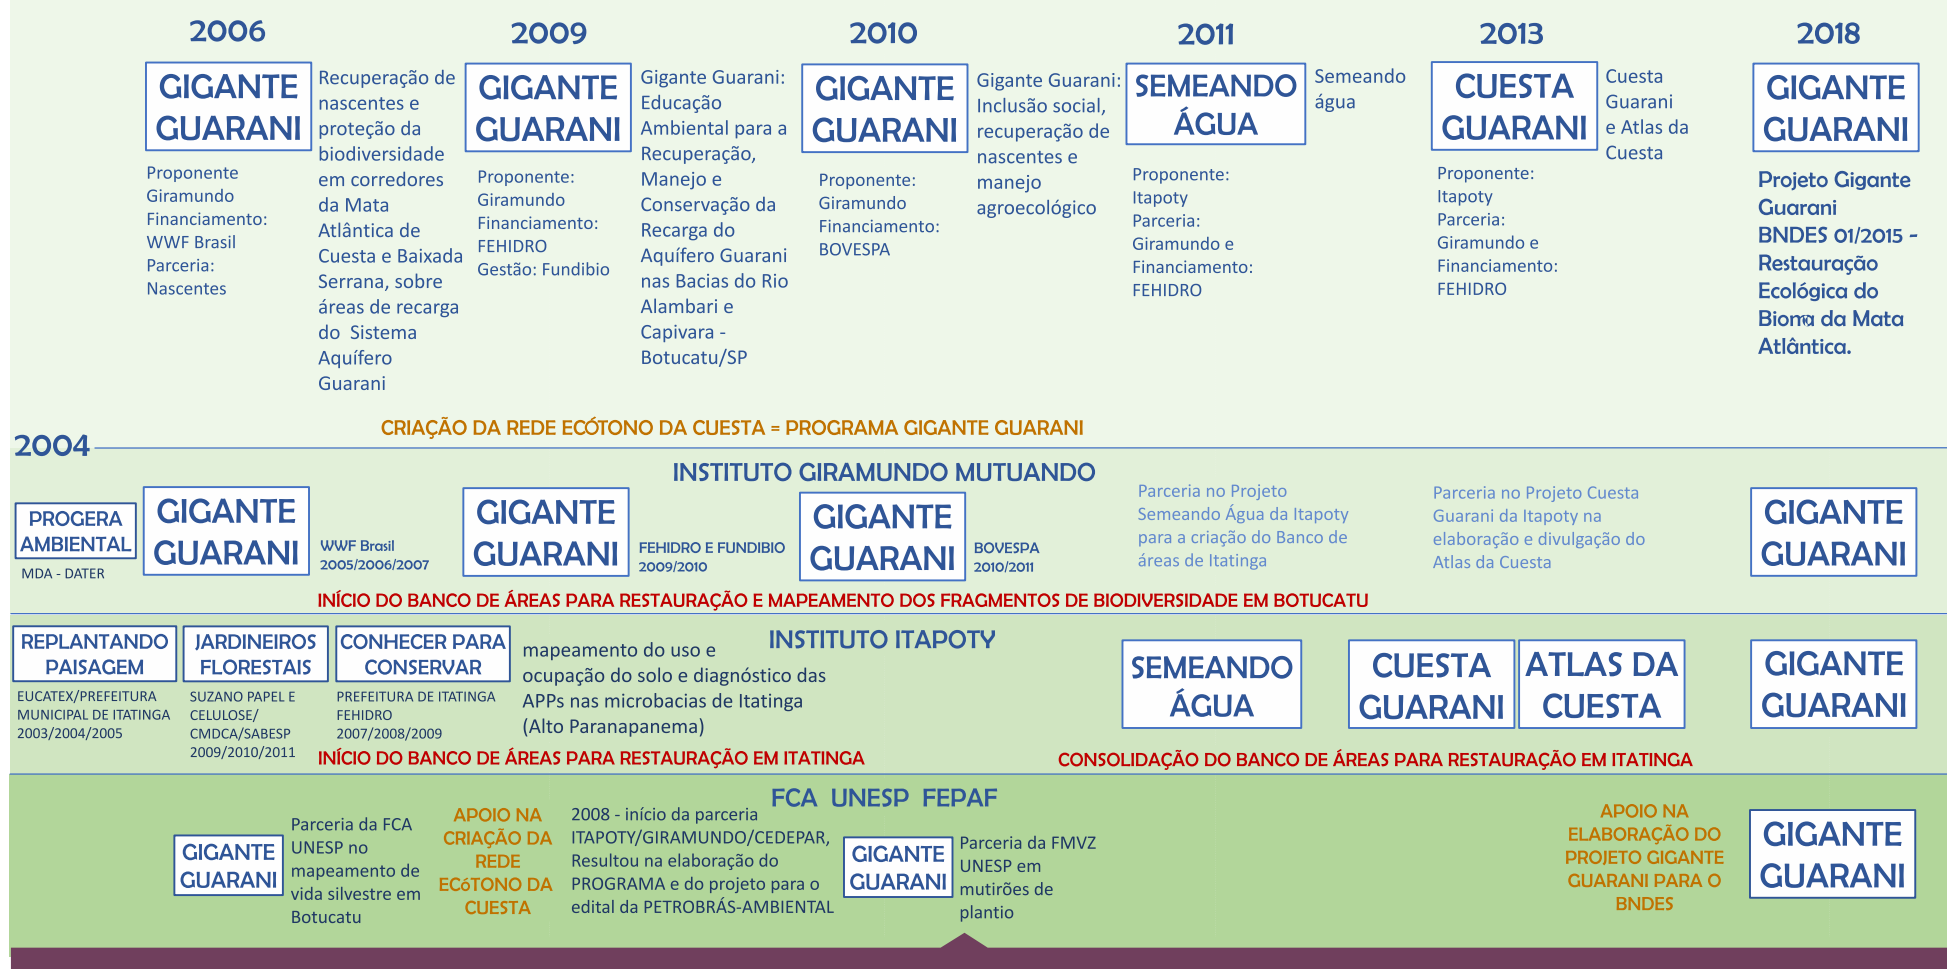 2006
GIGANTE
GUARANI
Proponente
Giramundo
Financiamento:
WWF Brasil
Parceria:
Nascentes
Recuperação de
nascentes e
proteção da
biodiversidade
em corredores
da Mata
Atlântica de
Cuesta e Baixada
Serrana, sobre
áreas de recarga
do Sistema
Aquífero
Guarani
2009
GIGANTE
GUARANI
Proponente:
Giramundo
Financiamento:
FEHIDRO
Gestão: Fundibio
Gigante Guarani:
Educação
Ambiental para a
Recuperação,
Manejo e
Conservação da
Recarga do
Aquífero Guarani
nas Bacias do Rio
Alambari e
Capivara -
Botucatu/SP
2010
GIGANTE
GUARANI
Proponente:
Giramundo
Financiamento:
BOVESPA
Gigante Guarani:
Inclusão social,
recuperação de
nascentes e
manejo
agroecológico
2011
SEMEANDO
ÁGUA
Proponente:
Itapoty
Parceria:
Giramundo e
Financiamento:
FEHIDRO
Semeando
água
2013
CUESTA
GUARANI
Proponente:
Itapoty
Parceria:
Giramundo e
Financiamento:
FEHIDRO
Cuesta
Guarani
e Atlas da
Cuesta
2018
GIGANTE
GUARANI
Projeto Gigante
Guarani
BNDES 01/2015 -
Restauração
Ecológica do
Bioma da Mata
Atlântica.
CRIAÇÃO DA REDE ECÓTONO DA CUESTA = PROGRAMA GIGANTE GUARANI
2004
INSTITUTO GIRAMUNDO MUTUANDO
PROGERA
AMBIENTAL
MDA - DATER
GIGANTE
GUARANI
WWF Brasil
2005/2006/2007
GIGANTE
GUARANI
FEHIDRO E FUNDIBIO
2009/2010
GIGANTE
GUARANI
BOVESPA
2010/2011
Parceria no Projeto
Semeando Água da Itapoty
para a criação do Banco de
áreas de Itatinga
Parceria no Projeto Cuesta
Guarani da Itapoty na
elaboração e divulgação do
Atlas da Cuesta
GIGANTE
GUARANI
INÍCIO DO BANCO DE ÁREAS PARA RESTAURAÇÃO E MAPEAMENTO DOS FRAGMENTOS DE BIODIVERSIDADE EM BOTUCATU
INSTITUTO ITAPOTY
REPLANTANDO
PAISAGEM
EUCATEX/PREFEITURA
MUNICIPAL DE ITATINGA
2003/2004/2005
JARDINEIROS
FLORESTAIS
SUZANO PAPEL E
CELULOSE/
CMDCA/SABESP
2009/2010/2011
CONHECER PARA
CONSERVAR
PREFEITURA DE ITATINGA
FEHIDRO
2007/2008/2009
mapeamento do uso e
ocupação do solo e diagnóstico das
APPs nas microbacias de Itatinga
(Alto Paranapanema)
SEMEANDO
ÁGUA
CUESTA
GUARANI
ATLAS DA
CUESTA
GIGANTE
GUARANI
INÍCIO DO BANCO DE ÁREAS PARA RESTAURAÇÃO EM ITATINGA
CONSOLIDAÇÃO DO BANCO DE ÁREAS PARA RESTAURAÇÃO EM ITATINGA
FCA UNESP FEPAF
GIGANTE
GUARANI
Parceria da FCA
UNESP no
mapeamento de
vida silvestre em
Botucatu
APOIO NA
CRIAÇÃO DA
REDE
ECóTONO DA
CUESTA
2008 - início da parceria
ITAPOTY/GIRAMUNDO/CEDEPAR,
Resultou na elaboração do
PROGRAMA e do projeto para o
edital da PETROBRÁS-AMBIENTAL
GIGANTE
GUARANI
Parceria da FMVZ
UNESP em
mutirões de
plantio
APOIO NA
ELABORAÇÃO DO
PROJETO GIGANTE
GUARANI PARA O
BNDES
GIGANTE
GUARANI